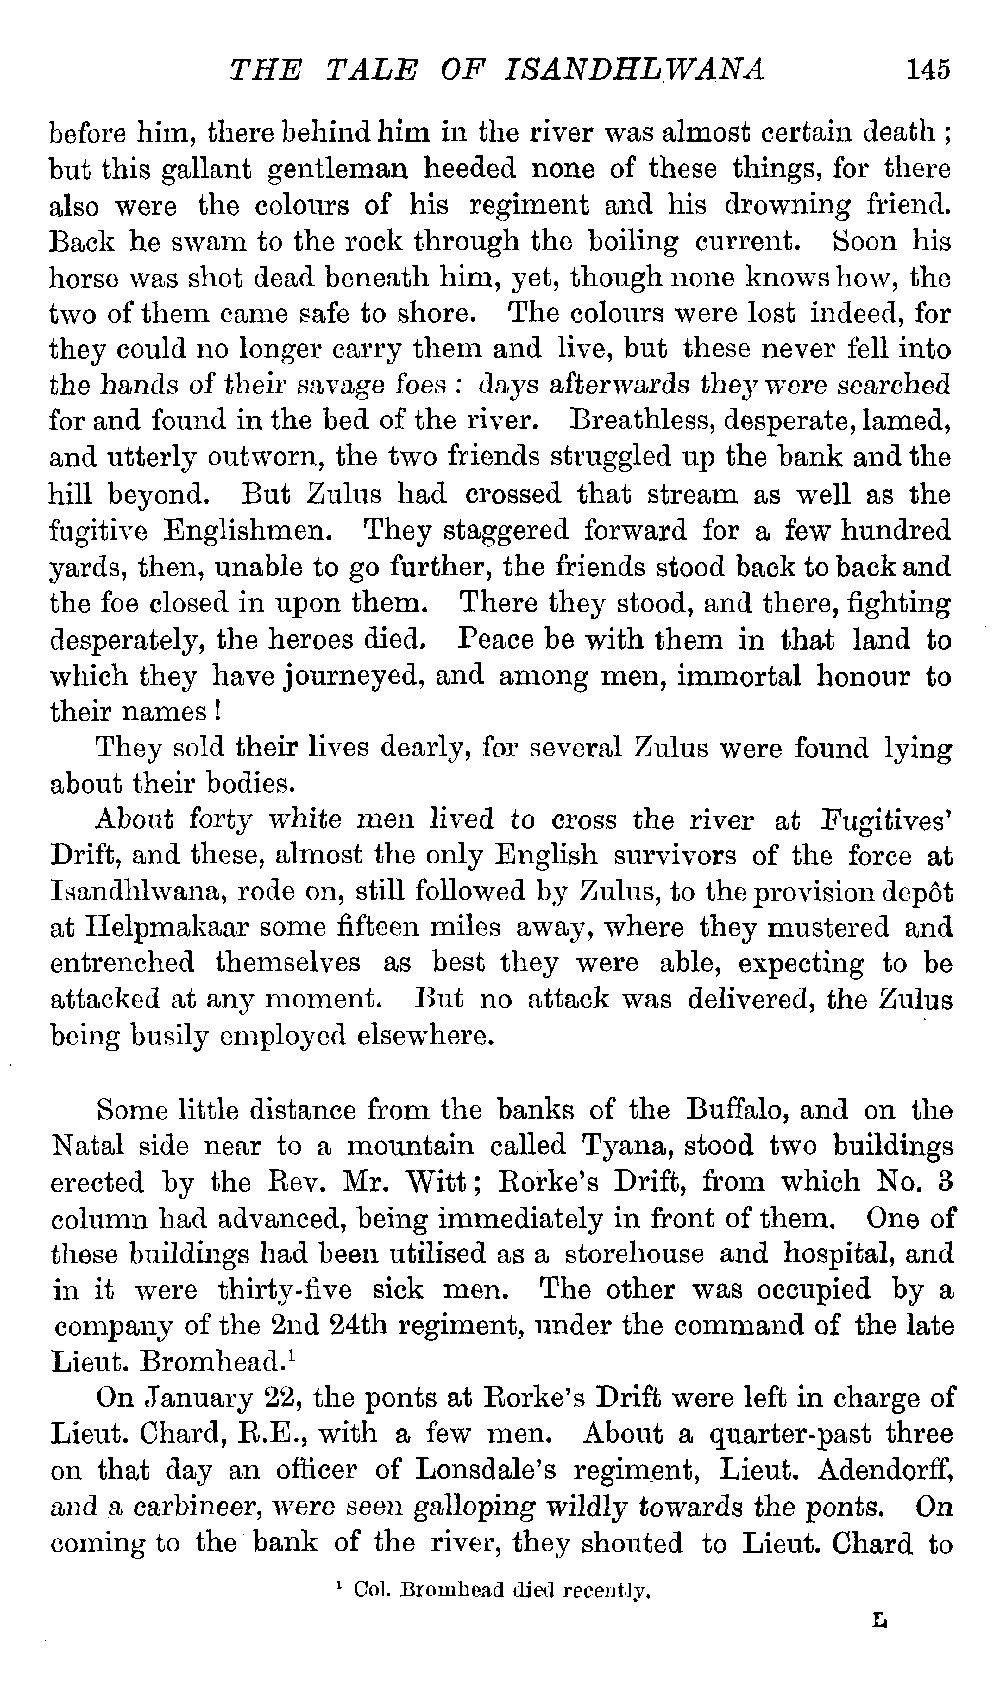 THE TALE OF ISANDHLWANA 145
before him, there behind him in the river was almost certain death ;
but this gallant gentleman heeded none of these things, for there
also were the colours of his regiment and his drowning friend.
Back he swam to the rock through the boiling current. Soon his
horse was shot dead beneath him, yet, though none knows how, the
two of them came safe to shore. The colours were lost indeed, for
they could no longer carry them and live, but these never fell into
the hands of their savage foes : days afterwards they were searched
for and found in the bed of the river. Breathless, desperate, lamed,
and utterly outworn, the two friends struggled up the bank and the
hill beyond. But Zulus had crossed that stream as well as the
fugitive Englishmen. They staggered forward for a few hundred
yards, then, unable to go further, the friends stood back to back and
the foe closed in upon them. There they stood, and there, fighting
desperately, the heroes died. Peace be with them in that land to
which they have journeyed, and among men, immortal honour to
their names !
They sold their lives dearly, for several Zulus were found lying
about their bodies.
About forty white men lived to cross the river at Fugitives'
Drift, and these, almost the only English survivors of the force at
Isandhlwana, rode on, still followed by Zulus, to the provision depôt
at Helpmakaar some fifteen miles away, where they mustered and
entrenched themselves as best they were able, expecting to be
attacked at any moment. But no attack was delivered, the Zulus
being busily employed elsewhere.
Some little distance from the banks of the Buffalo, and on the
Natal side near to a mountain called Tyana, stood two buildings
erected by the Rev. Mr. Witt ; Rorke's Drift, from which No. 3
column had advanced, being immediately in front of them. One of
these buildings had been utilised as a storehouse and hospital, and
in it were thirty-five sick men. The other was occupied by a
company of the 2nd 24th regiment, under the command of the late
Lieut. Bromhead.¹
On January 22, the ponts at Rorke's Drift were left in charge of
Lieut. Chard, R.E., with a few men. About a quarter-past three
on that day an officer of Lonsdale's regiment, Lieut. Adendorff,
and a carbineer, were seen galloping wildly towards the ponts. On
coming to the bank of the river, they shouted to Lieut. Chard to
¹ Col. Bromhead died recently.
L